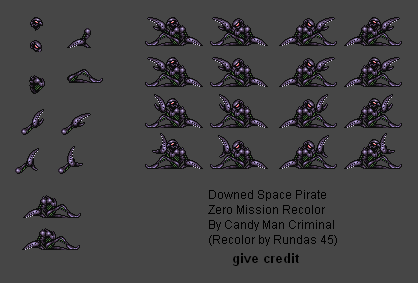 Downed Space Pirate
Zero Mission Recolor
By Candy Man Criminal
(Recolor by Rundas 45)
give credit